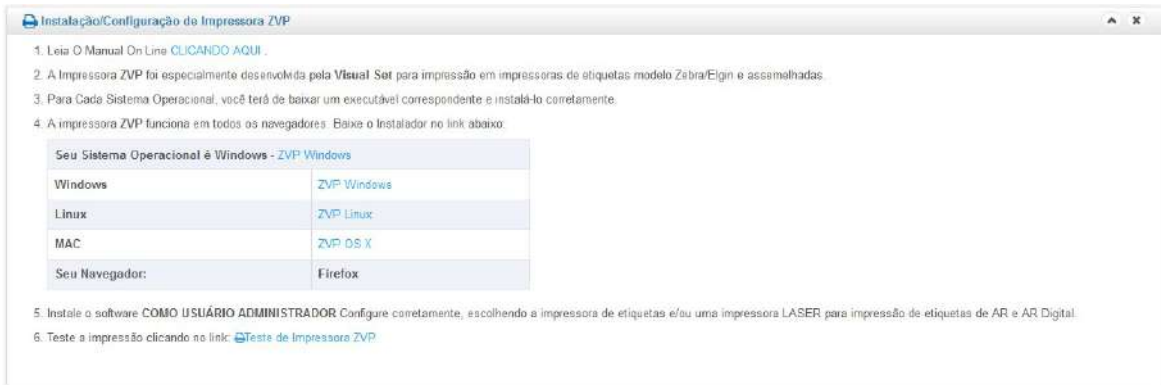 Instalação/Configuração de Impressora ZVP
1. Leia O Manual On Line CLICANDO AQUI .
2. A Impressora ZVP foi especialmente desenvolvida pela Visual Set para impressão em impressoras de etiquetas modelo Zebra/Elgin e assemelhadas.
3. Para Cada Sistema Operacional, você terá de baixar um executável correspondente e instalá-lo corretamente.
4. A impressora ZVP funciona em todos os navegadores. Baixe o Instalador no link abaixo:
Seu Sistema Operacional é Windows - ZVP Windows
Windows ZVP Windows
Linux ZVP Linux
MAC ZVP OS X
Seu Navegador: Firefox
5. Instale o software COMO USUÁRIO ADMINISTRADOR Configure corretamente, escolhendo a impressora de etiquetas e/ou uma impressora LASER para impressão de etiquetas de AR e AR Digital.
6. Teste a impressão clicando no link: Teste de Impressora ZVP